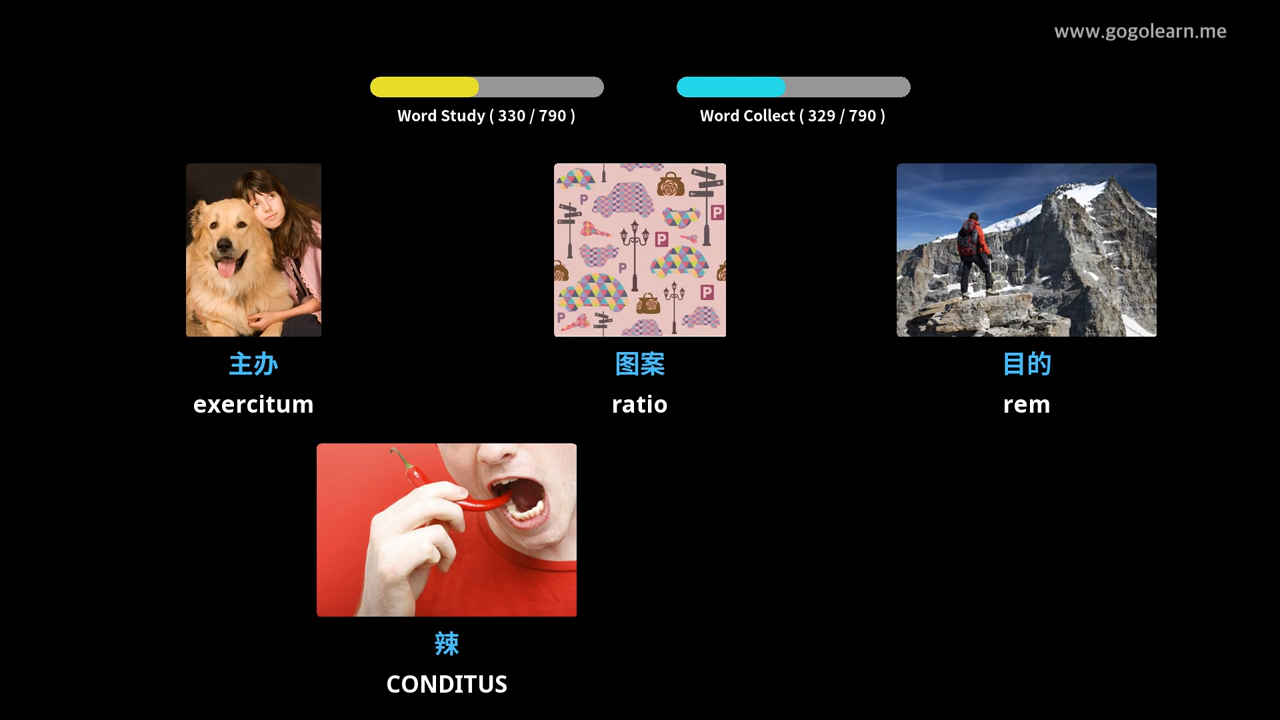 www.gogolearn.me
Word Study ( 330 / 790 )
Word Collect ( 329 / 790 )
主办
exercitum
图案
ratio
目的
rem
辣
CONDITUS